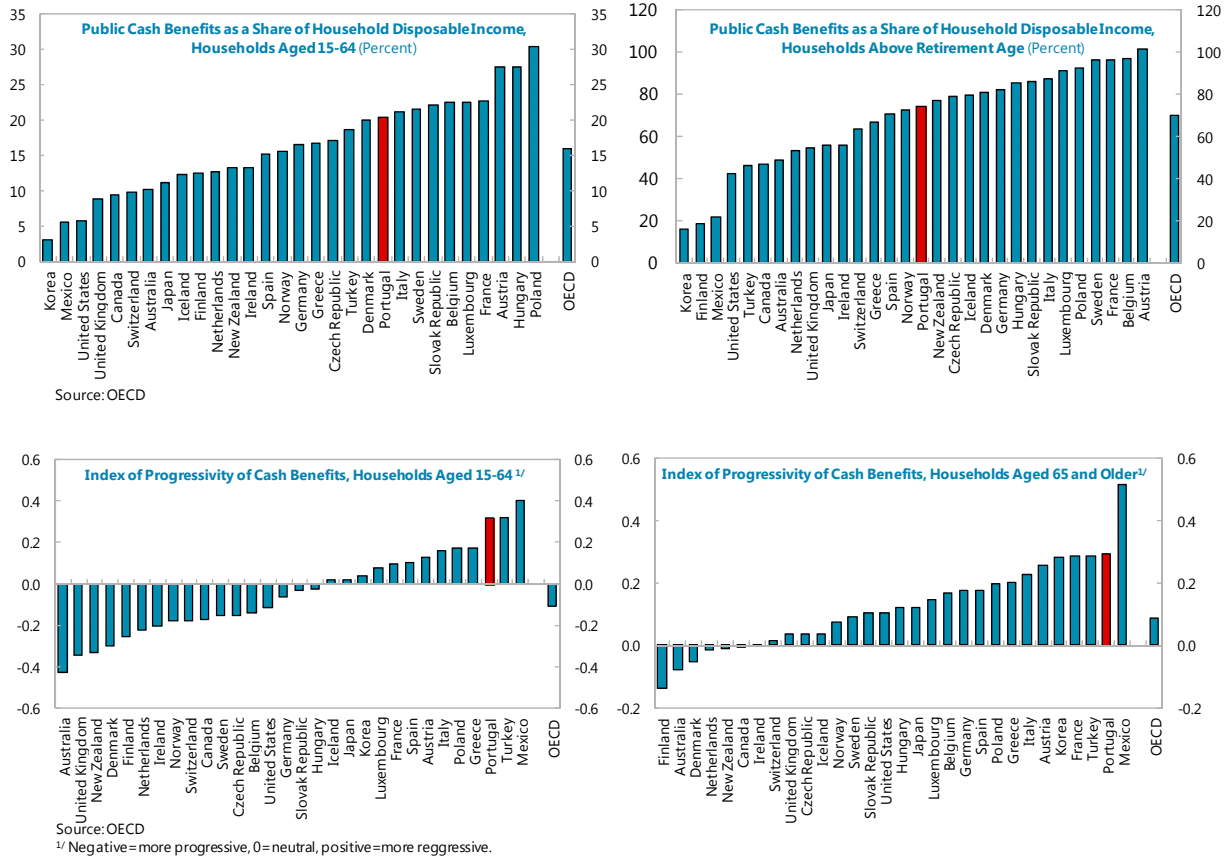 Public Cash Benefits as a Share of Household Disposable Income,
Households Aged 15-64 (Percent)
35
30
25
20
15
10
5
0
35
30
25
20
15
10
5
0
Korea
Mexico
United States
United Kingdom
Canada
Switzerland
Australia
Japan
Iceland
Finland
Netherlands
New Zealand
Ireland
Spain
Norway
Germany
Greece
Czech Republic
Turkey
Denmark
Portugal
Italy
Sweden
Slovak Republic
Belgium
Luxembourg
France
Austria
Hungary
Poland
OECD
Source: OECD
Public Cash Benefits as a Share of Household Disposable Income,
Households Above Retirement Age (Percent)
120
100
80
60
40
20
0
120
100
80
60
40
20
0
Korea
Finland
Mexico
United States
Turkey
Canada
Australia
Netherlands
United Kingdom
Japan
Ireland
Switzerland
Greece
Spain
Norway
Portugal
New Zealand
Czech Republic
Iceland
Denmark
Germany
Hungary
Slovak Republic
Italy
Luxembourg
Poland
Sweden
France
Belgium
Austria
OECD
Index of Progressivity of Cash Benefits, Households Aged 15-64 1/
0.6
0.4
0.2
0.0
-0.2
-0.4
-0.6
0.6
0.4
0.2
0.0
-0.2
-0.4
-0.6
Australia
United Kingdom
New Zealand
Denmark
Finland
Netherlands
Ireland
Norway
Switzerland
Canada
Sweden
Czech Republic
Belgium
United States
Germany
Slovak Republic
Hungary
Iceland
Japan
Korea
Luxembourg
France
Spain
Austria
Italy
Poland
Greece
Portugal
Turkey
Mexico
OECD
Index of Progressivity of Cash Benefits, Households Aged 65 and Older1/
0.6
0.4
0.2
0.0
-0.2
0.6
0.4
0.2
0.0
-0.2
Finland
Australia
Denmark
Netherlands
New Zealand
Canada
Ireland
Switzerland
United Kingdom
Czech Republic
Iceland
Norway
Sweden
Slovak Republic
United States
Hungary
Japan
Luxembourg
Belgium
Germany
Spain
Poland
Greece
Italy
Austria
Korea
France
Turkey
Portugal
Mexico
OECD
Source: OECD
1/ Negative=more progressive, 0=neutral, positive=more reggressive.